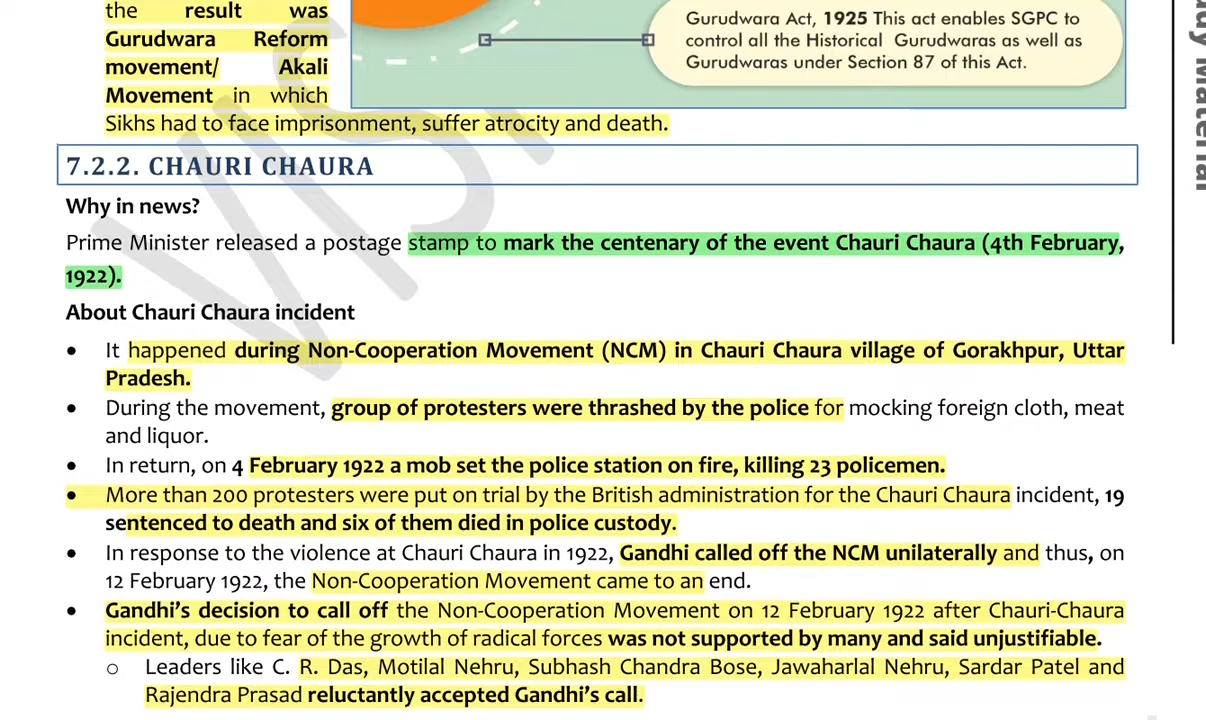 the result was
Gurudwara Reform
movement/ Akali
Movement in which
Sikhs had to face imprisonment, suffer atrocity and death.
Gurudwara Act, 1925 This act enables SGPC to
control all the Historical Gurudwaras as well as
Gurudwaras under Section 87 of this Act.
7.2.2. CHAURI CHAURA
Why in news?
Prime Minister released a postage stamp to mark the centenary of the event Chauri Chaura (4th February,
1922).
About Chauri Chaura incident
• It happened during Non-Cooperation Movement (NCM) in Chauri Chaura village of Gorakhpur, Uttar
Pradesh.
• During the movement, group of protesters were thrashed by the police for mocking foreign cloth, meat
and liquor.
• In return, on 4 February 1922 a mob set the police station on fire, killing 23 policemen.
• More than 200 protesters were put on trial by the British administration for the Chauri Chaura incident, 19
sentenced to death and six of them died in police custody.
• In response to the violence at Chauri Chaura in 1922, Gandhi called off the NCM unilaterally and thus, on
12 February 1922, the Non-Cooperation Movement came to an end.
• Gandhi's decision to call off the Non-Cooperation Movement on 12 February 1922 after Chauri-Chaura
incident, due to fear of the growth of radical forces was not supported by many and said unjustifiable.
o Leaders like C. R. Das, Motilal Nehru, Subhash Chandra Bose, Jawaharlal Nehru, Sardar Patel and
Rajendra Prasad reluctantly accepted Gandhi's call.
Material